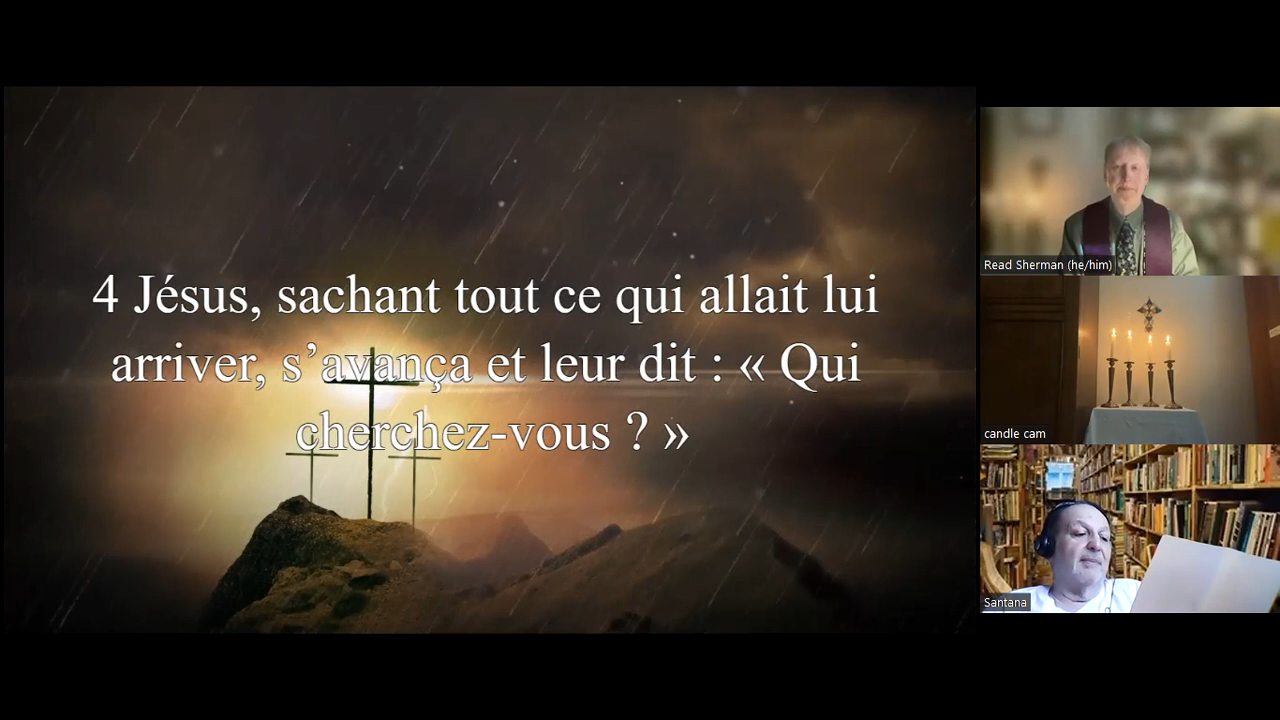 4 Jésus, sachant tout ce qui allait lui
arriver, s’avança et leur dit : « Qui
cherchez-vous ? »
Read Sherman (he/him)
candle cam
Santana